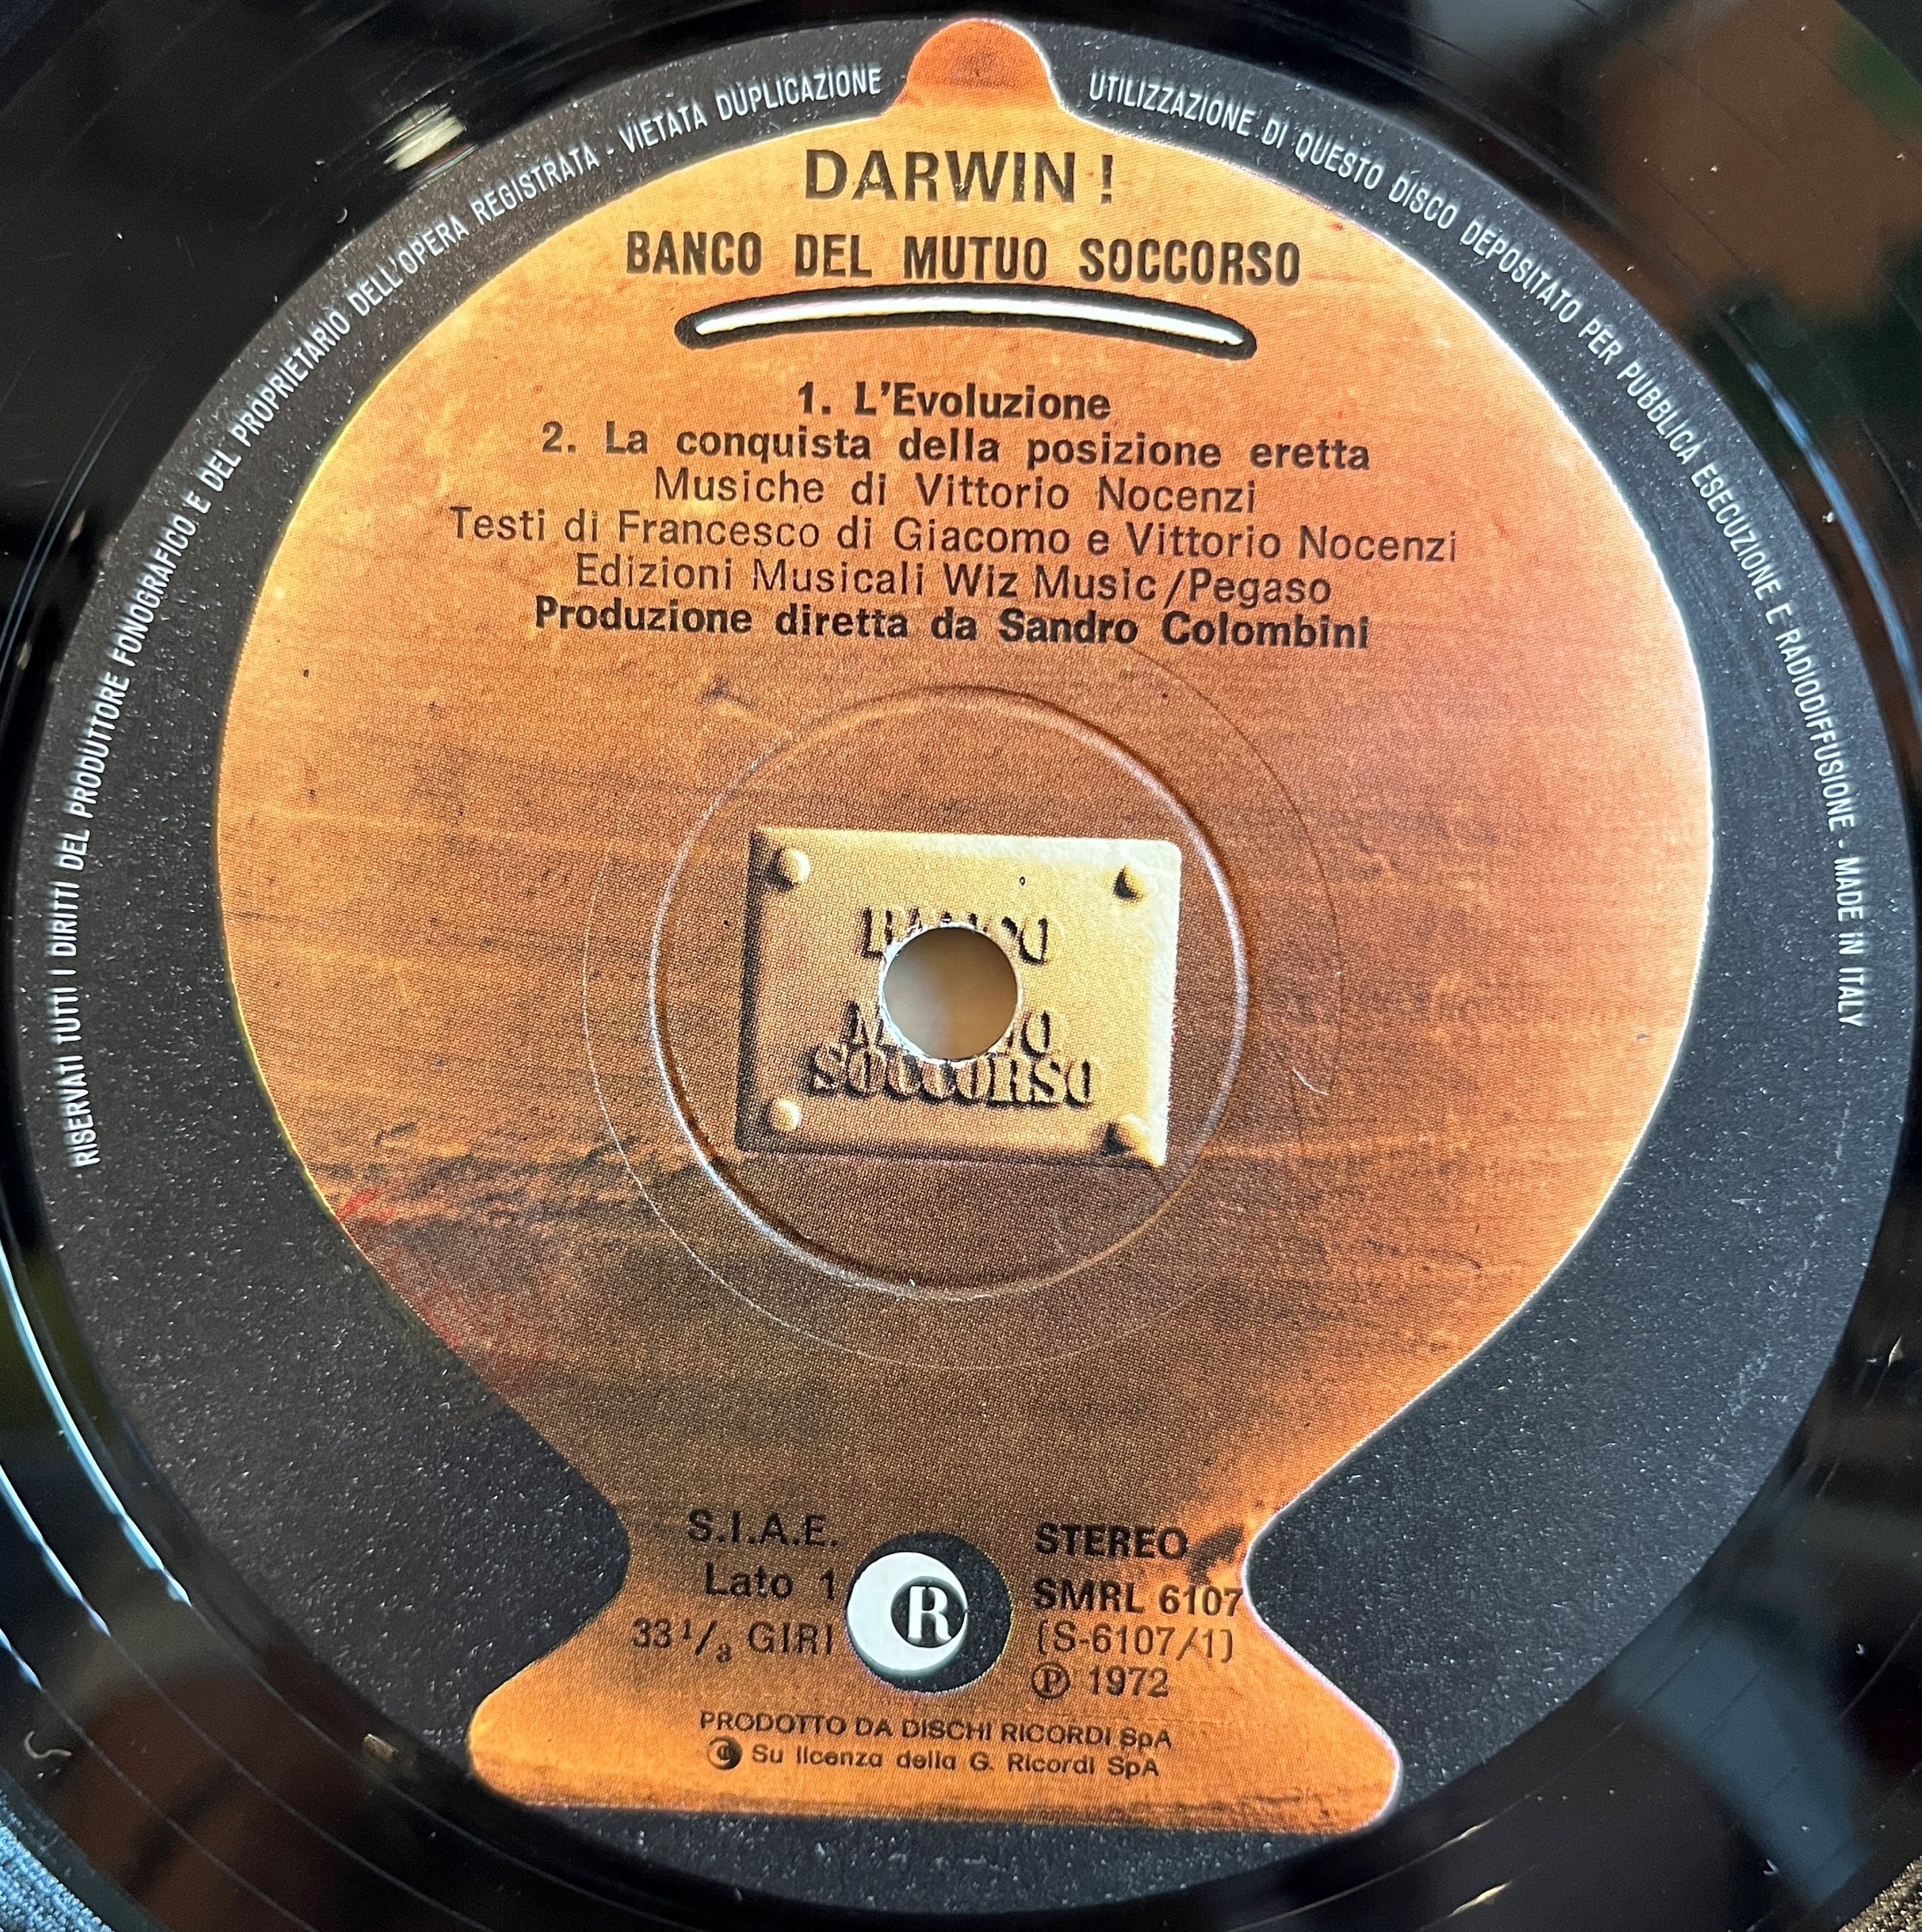 RISERVATI TUTTI I DIRITTI DEL PRODUTTORE FONOGRAFICO E DEL PROPRIETARIO DELL'OPERA REGISTRATA - VIETATA DUPLICAZIONE
UTILIZZAZIONE DI QUESTO DISCO DEPOSITATO PER PUBBLICA ESECUZIONE E RADIODIFFUSIONE - MADE IN ITALY
DARWIN !
BANCO DEL MUTUO SOCCORSO
1. L'Evoluzione
2. La conquista della posizione eretta
Musiche di Vittorio Nocenzi
Testi di Francesco di Giacomo e Vittorio Nocenzi
Edizioni Musicali Wiz Music/Pegaso
Produzione diretta da Sandro Colombini
SOCCORSO
S.I.A.E.
Lato 1
33 1/3 GIRI
R
STEREO
SMRL 6107
(S-6107/1)
Ⓟ 1972
PRODOTTO DA DISCHI RICORDI SpA
Su licenza della G. Ricordi SpA